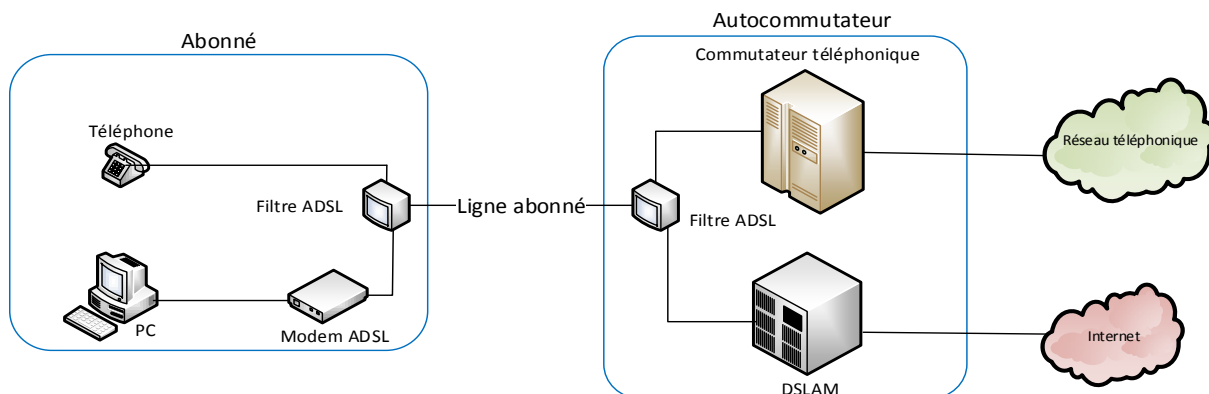 Abonné
Autocommutateur
Commutateur téléphonique
Téléphone
Réseau téléphonique
Filtre ADSL
Ligne abonné
Filtre ADSL
PC
Modem ADSL
Internet
DSLAM